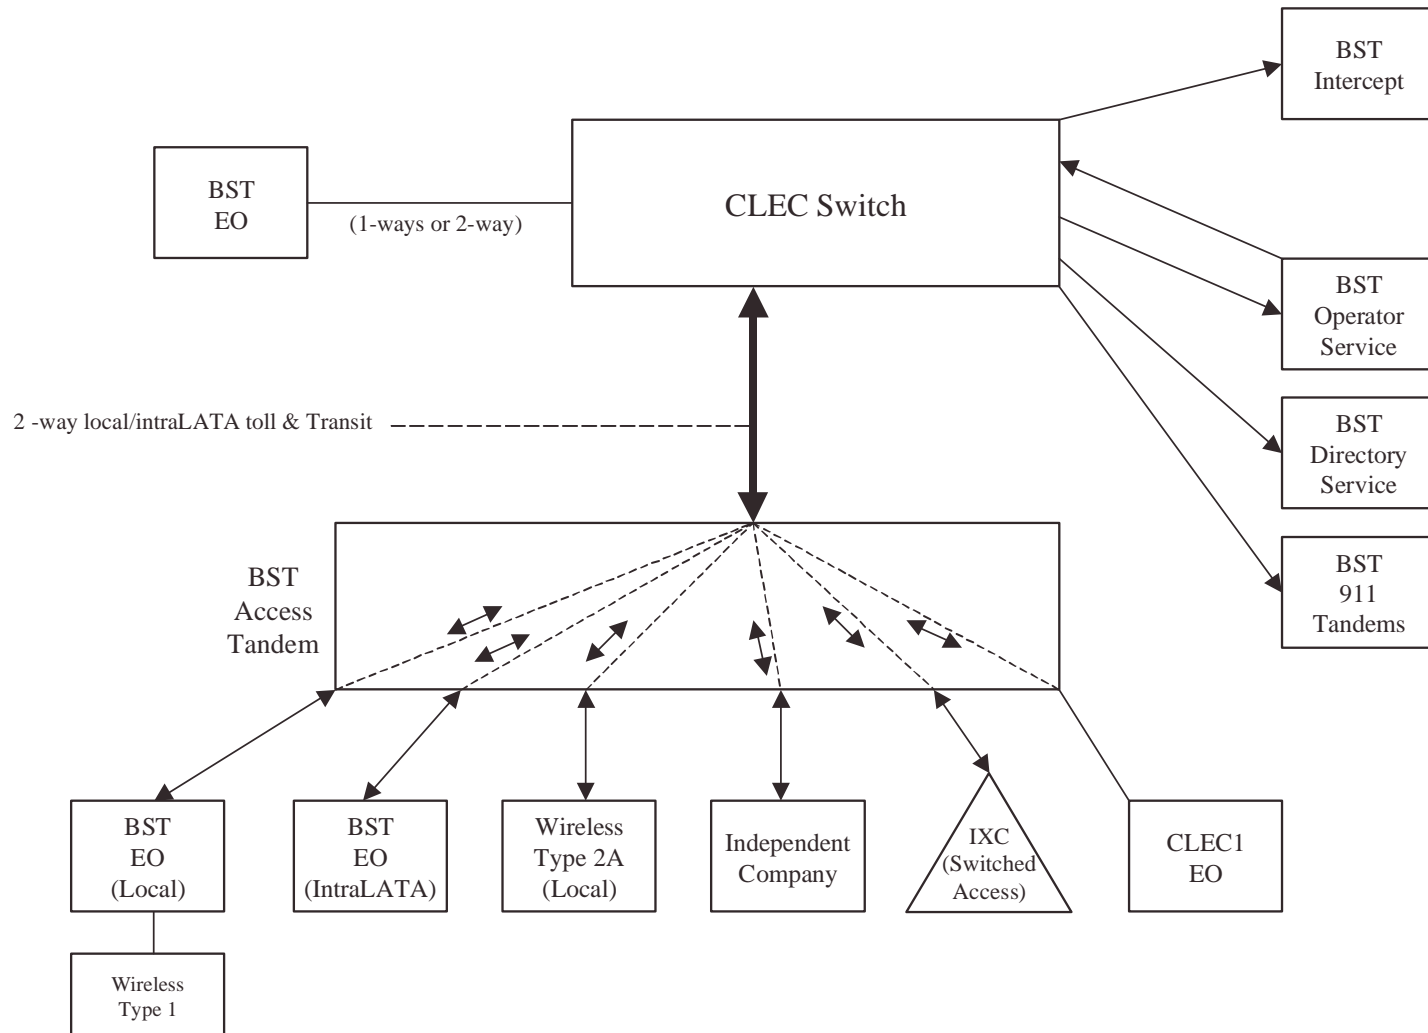 BST
Intercept
BST
EO
(1-ways or 2-way)
CLEC Switch
BST
Operator
Service
2 -way local/intraLATA toll & Transit
BST
Directory
Service
BST
911
Tandems
BST
Access
Tandem
BST
EO
(Local)
BST
EO
(IntraLATA)
Wireless
Type 2A
(Local)
Independent
Company
IXC
(Switched
Access)
CLEC1
EO
Wireless
Type 1